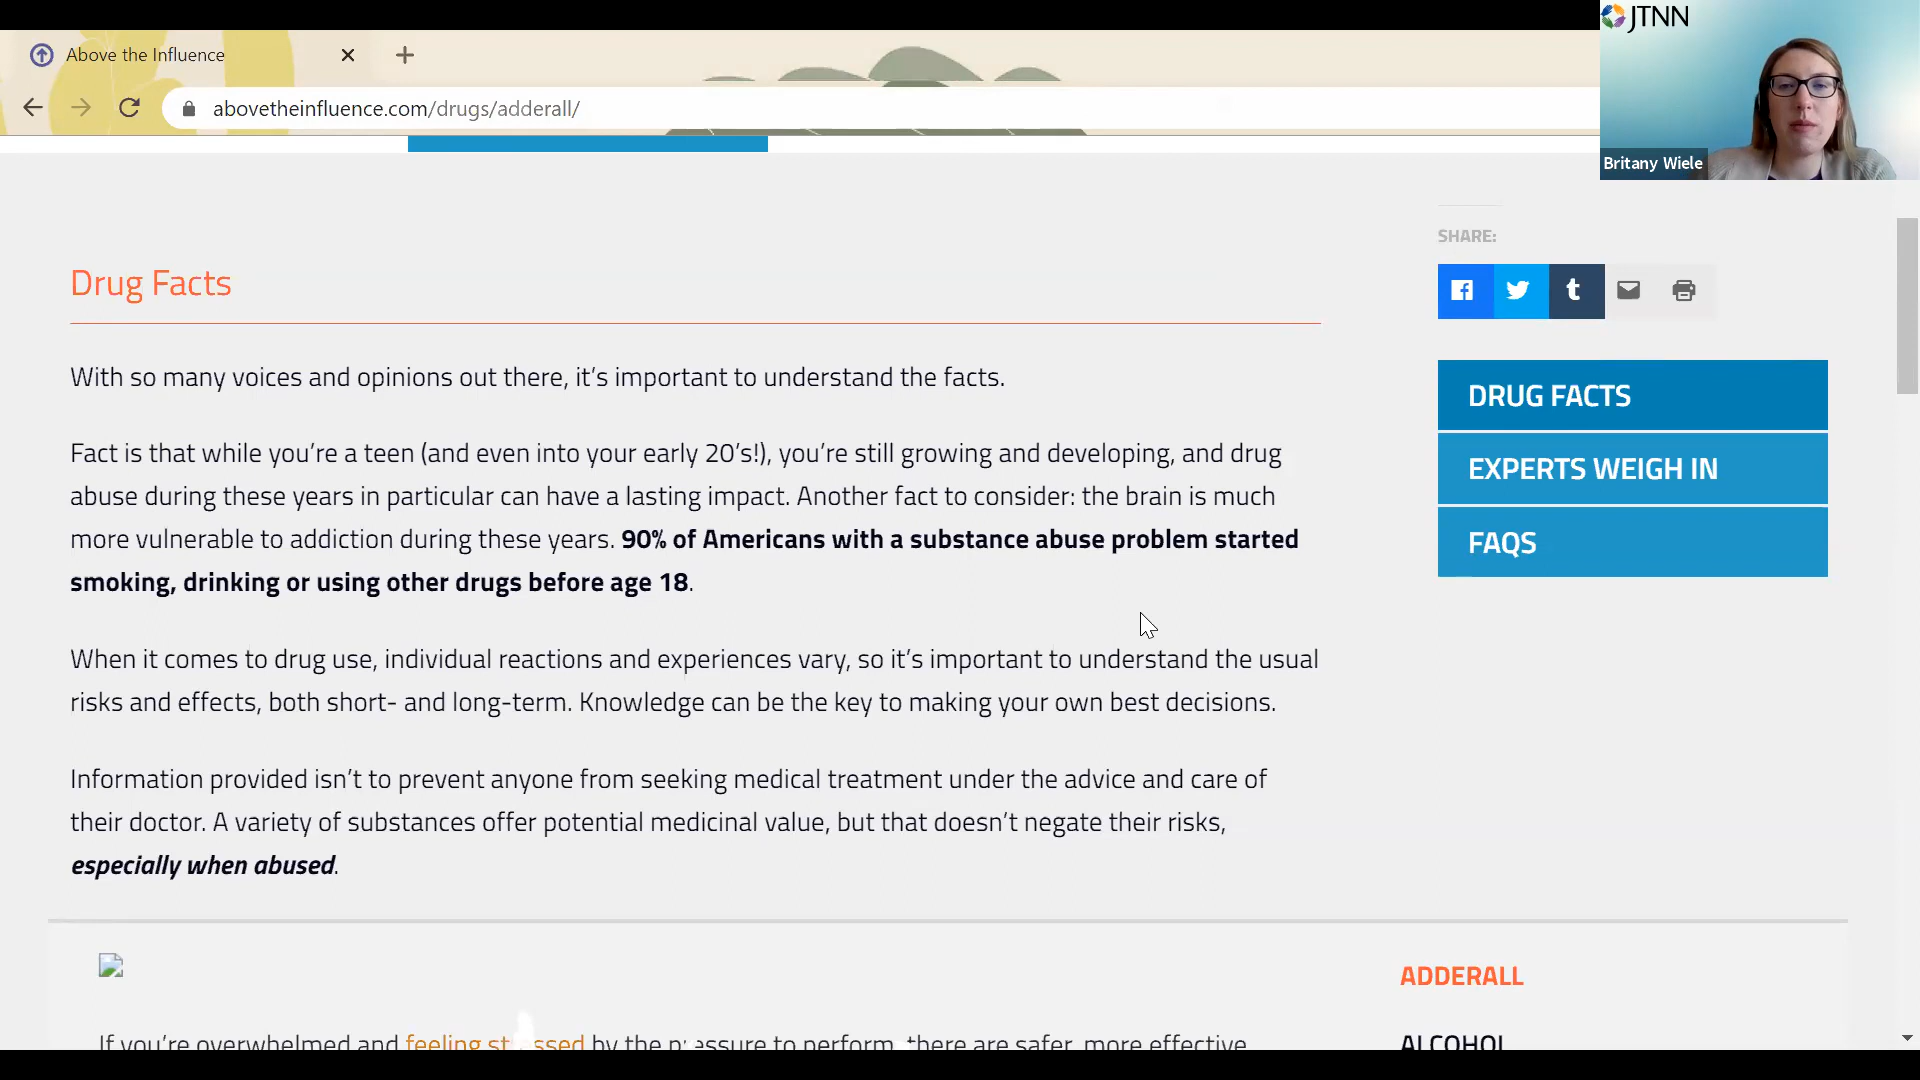 JTNN
Above the Influence
abovetheinfluence.com/drugs/adderall/
Britany Wiele
SHARE:
Drug Facts
With so many voices and opinions out there, it's important to understand the facts.
DRUG FACTS
Fact is that while you're a teen (and even into your early 20's!), you're still growing and developing, and drug
abuse during these years in particular can have a lasting impact. Another fact to consider: the brain is much
more vulnerable to addiction during these years. 90% of Americans with a substance abuse problem started
smoking, drinking or using other drugs before age 18.
EXPERTS WEIGH IN
FAQS
When it comes to drug use, individual reactions and experiences vary, so it's important to understand the usual
risks and effects, both short- and long-term. Knowledge can be the key to making your own best decisions.
Information provided isn't to prevent anyone from seeking medical treatment under the advice and care of
their doctor. A variety of substances offer potential medicinal value, but that doesn't negate their risks,
especially when abused.
ADDERALL
If you're overwhelmed and feeling stressed by the pressure to perform, there are safer, more effective
ALCOHOL